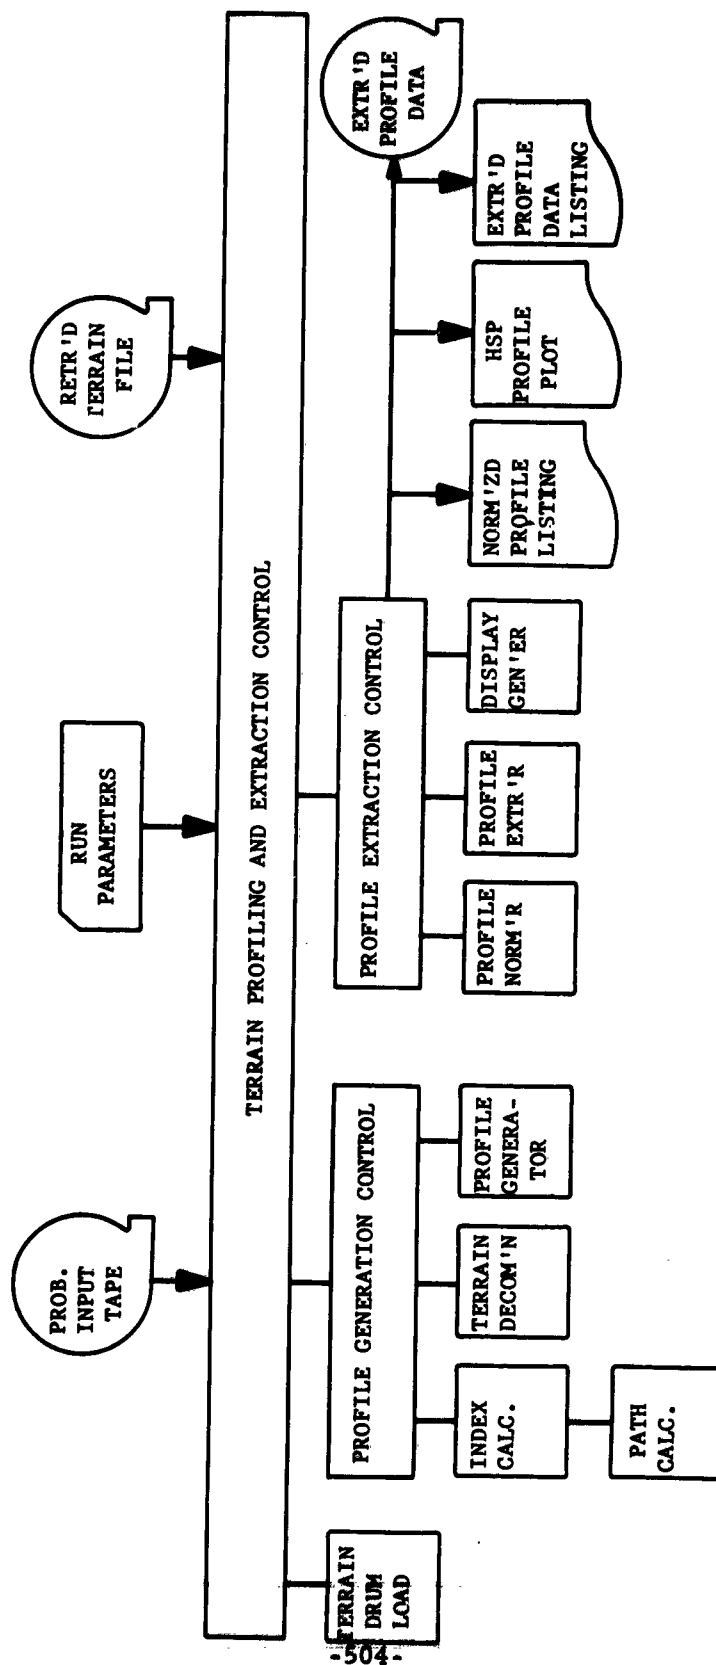 PROB.
INPUT
TAPE
RUN
PARAMETERS
RETR'D
TERRAIN
FILE
TERRAIN PROFILING AND EXTRACTION CONTROL
TERRAIN
DRUM
LOAD
PROFILE GENERATION CONTROL
PROFILE EXTRACTION CONTROL
EXTR'D
PROFILE
DATA
INDEX
CALC.
TERRAIN
DECOM'N
PROFILE
GENERA-
TOR
PROFILE
NORM'R
PROFILE
EXTR'R
DISPLAY
GEN'ER
NORM'ZD
PROFILE
LISTING
HSP
PROFILE
PLOT
EXTR'D
PROFILE
DATA
LISTING
PATH
CALC.
-504-